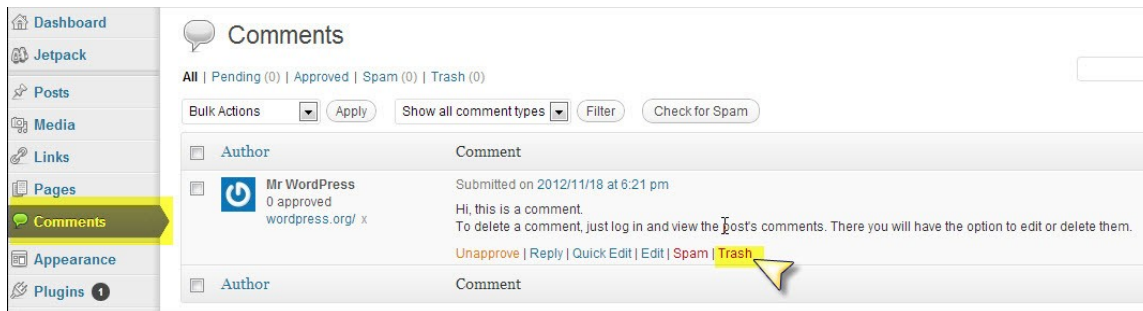 Dashboard
Jetpack
Posts
Media
Links
Pages
Comments
Appearance
Plugins 1
Comments
All | Pending (0) | Approved | Spam (0) | Trash (0)
Bulk Actions Apply Show all comment types Filter Check for Spam
Author Comment
Mr WordPress Submitted on 2012/11/18 at 6:21 pm
0 approved
wordpress.org/ x
Hi, this is a comment.
To delete a comment, just log in and view the post's comments. There you will have the option to edit or delete them.
Unapprove | Reply | Quick Edit | Edit | Spam | Trash
Author Comment